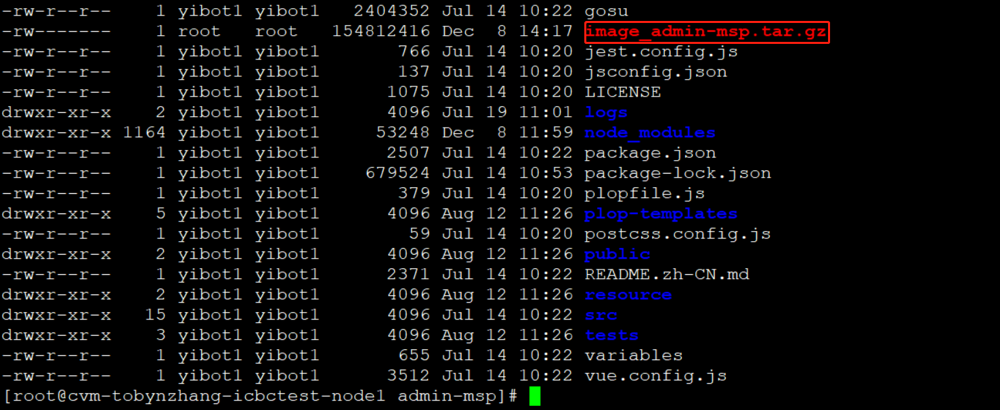 -rw-r--r--    1 yibot1 yibot1   2404352 Jul 14 10:22 gosu
-rw-------    1 root   root   154812416 Dec  8 14:17 image_admin-msp.tar.gz
-rw-r--r--    1 yibot1 yibot1       766 Jul 14 10:20 jest.config.js
-rw-r--r--    1 yibot1 yibot1       137 Jul 14 10:20 jsconfig.json
-rw-r--r--    1 yibot1 yibot1      1075 Jul 14 10:20 LICENSE
drwxr-xr-x    2 yibot1 yibot1      4096 Jul 19 11:01 logs
drwxr-xr-x 1164 yibot1 yibot1     53248 Dec  8 11:59 node_modules
-rw-r--r--    1 yibot1 yibot1      2507 Jul 14 10:22 package.json
-rw-r--r--    1 yibot1 yibot1    679524 Jul 14 10:53 package-lock.json
-rw-r--r--    1 yibot1 yibot1       379 Jul 14 10:20 plopfile.js
drwxr-xr-x    5 yibot1 yibot1      4096 Aug 12 11:26 plop-templates
-rw-r--r--    1 yibot1 yibot1        59 Jul 14 10:20 postcss.config.js
drwxr-xr-x    2 yibot1 yibot1      4096 Aug 12 11:26 public
-rw-r--r--    1 yibot1 yibot1      2371 Jul 14 10:22 README.zh-CN.md
drwxr-xr-x    2 yibot1 yibot1      4096 Aug 12 11:26 resource
drwxr-xr-x   15 yibot1 yibot1      4096 Jul 14 10:22 src
drwxr-xr-x    3 yibot1 yibot1      4096 Aug 12 11:26 tests
-rw-r--r--    1 yibot1 yibot1       655 Jul 14 10:22 variables
-rw-r--r--    1 yibot1 yibot1      3512 Jul 14 10:22 vue.config.js
[root@cvm-tobynzhang-icbctest-node1 admin-msp]#